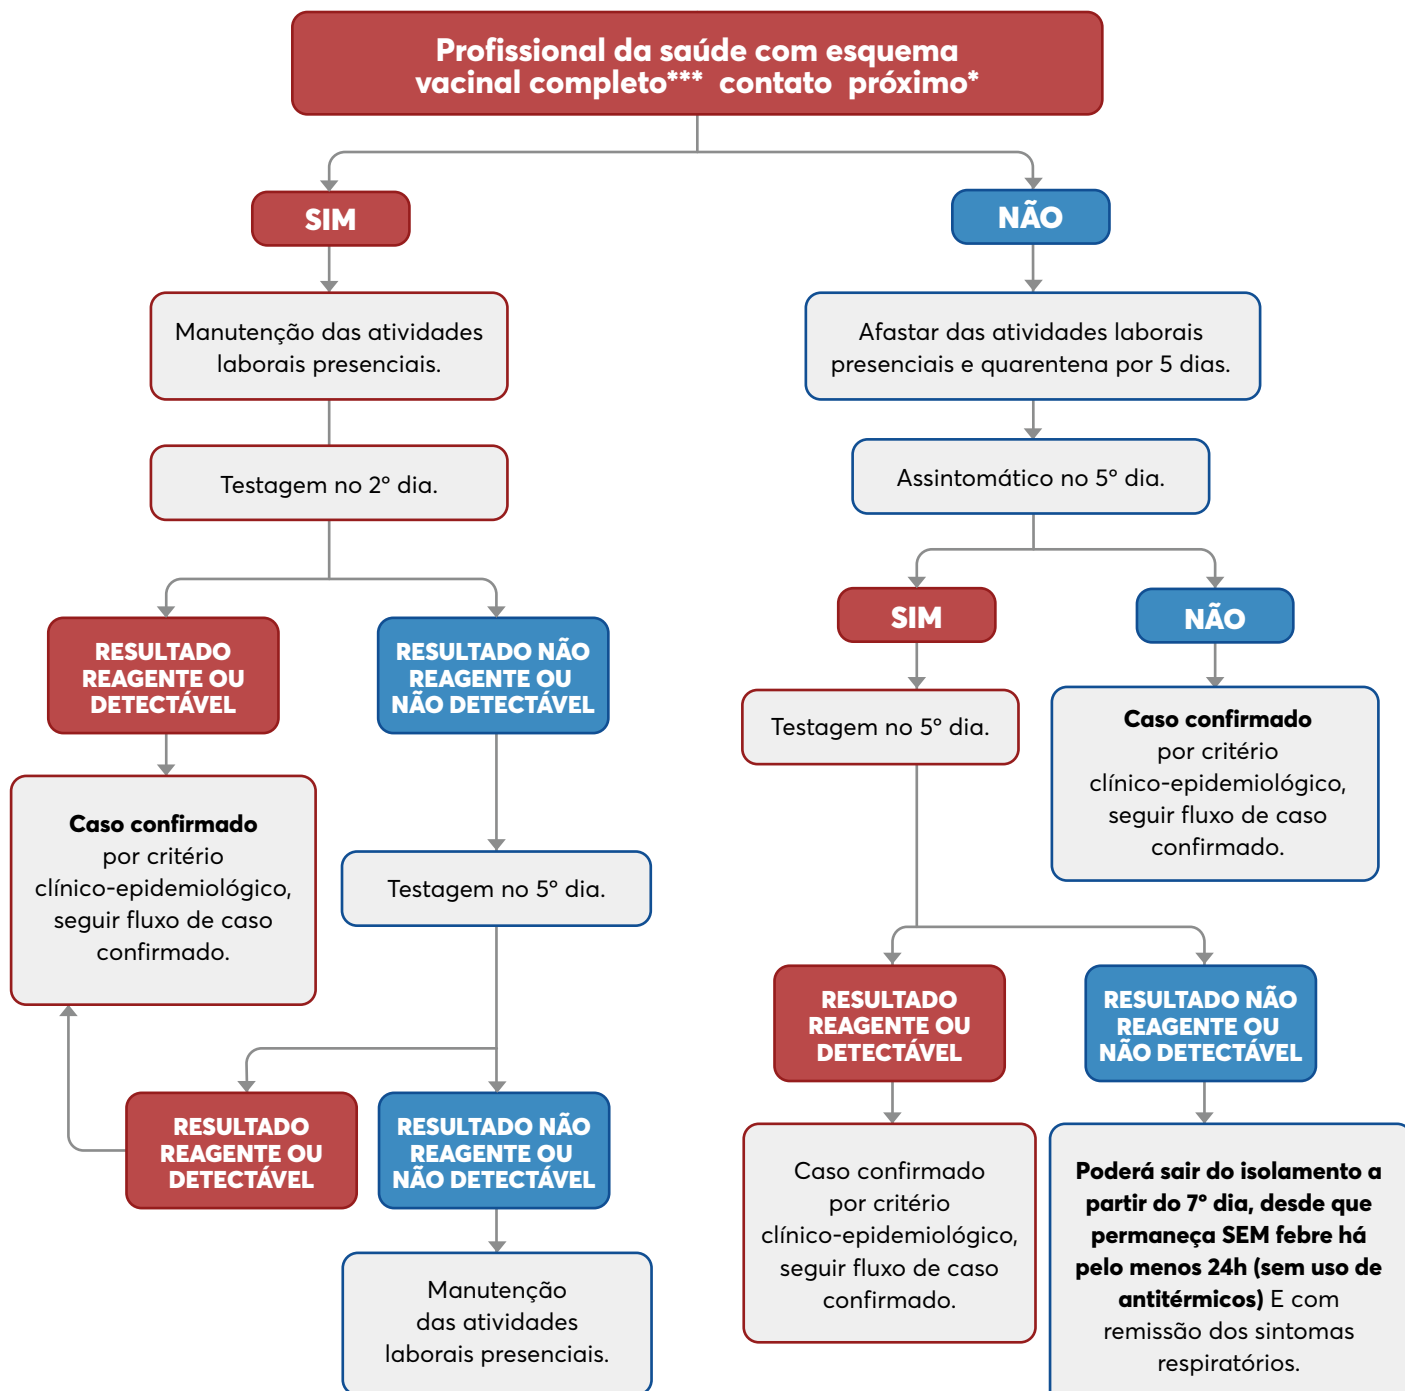 Profissional da saúde com esquema
vacinal completo*** contato próximo*
SIM
NÃO
Manutenção das atividades
laborais presenciais.
Afastar das atividades laborais
presenciais e quarentena por 5 dias.
Testagem no 2º dia.
Assintomático no 5º dia.
RESULTADO
REAGENTE OU
DETECTÁVEL
RESULTADO NÃO
REAGENTE OU
NÃO DETECTÁVEL
SIM
NÃO
Testagem no 5º dia.
Caso confirmado
por critério
clínico-epidemiológico,
seguir fluxo de caso
confirmado.
Caso confirmado
por critério
clínico-epidemiológico,
seguir fluxo de caso
confirmado.
Testagem no 5º dia.
RESULTADO
REAGENTE OU
DETECTÁVEL
RESULTADO NÃO
REAGENTE OU
NÃO DETECTÁVEL
RESULTADO
REAGENTE OU
DETECTÁVEL
RESULTADO NÃO
REAGENTE OU
NÃO DETECTÁVEL
Caso confirmado
por critério
clínico-epidemiológico,
seguir fluxo de caso
confirmado.
Poderá sair do isolamento a
partir do 7º dia, desde que
permaneça SEM febre há
pelo menos 24h (sem uso de
antitérmicos) E com
remissão dos sintomas
respiratórios.
Manutenção
das atividades
laborais presenciais.